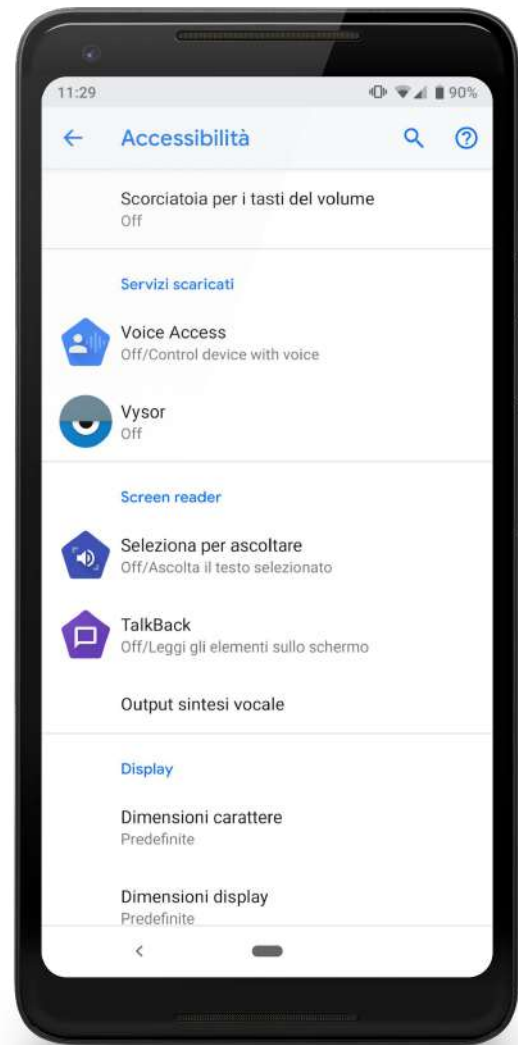 11:29
90%
Accessibilità
Scorciatoia per i tasti del volume
Off
Servizi scaricati
Voice Access
Off/Control device with voice
Vysor
Off
Screen reader
Seleziona per ascoltare
Off/Ascolta il testo selezionato
TalkBack
Off/Leggi gli elementi sullo schermo
Output sintesi vocale
Display
Dimensioni carattere
Predefinite
Dimensioni display
Predefinite